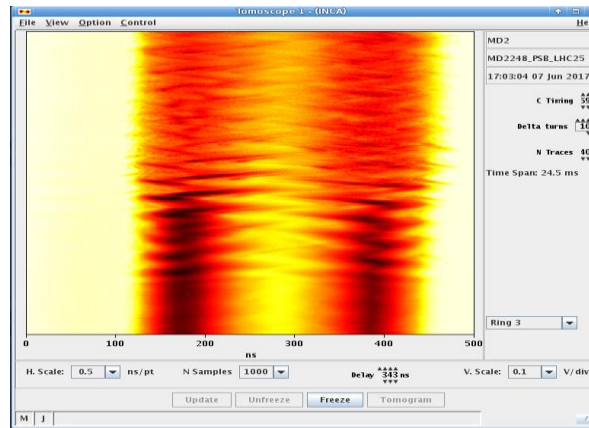 Tomoscope 1 - (INCA)
File View Option Control
MD2
MD2248_PSB_LHC25
17:03:04 07 Jun 2017
C Timing
Delta turns
N Traces
Time Span: 24.5 ms
Ring 3
0 100 200 300 400 500
ns
H. Scale: 0.5 ns/pt N Samples 1000 Delay 343 ns V. Scale: 0.1 V/div
Update Unfreeze Freeze Tomogram
M J